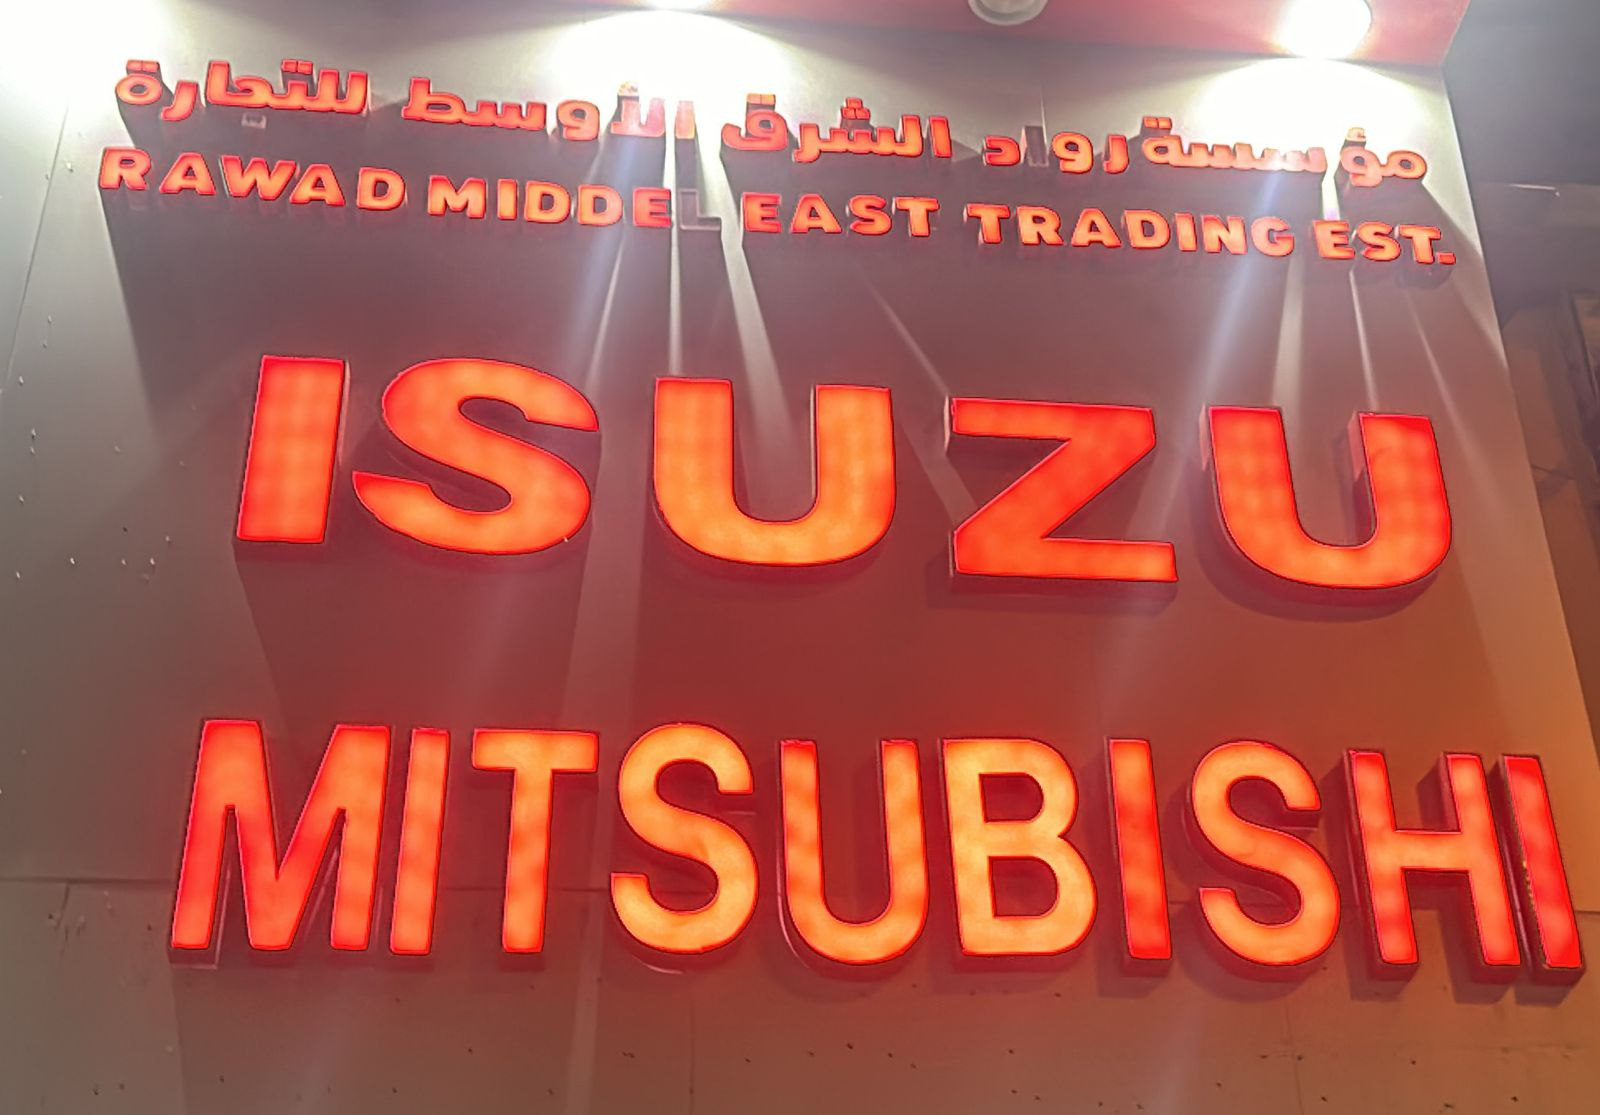 مؤسسة رواد الشرق الأوسط للتجارة
RAWAD MIDDEL EAST TRADING EST.
ISUZU
MITSUBISHI